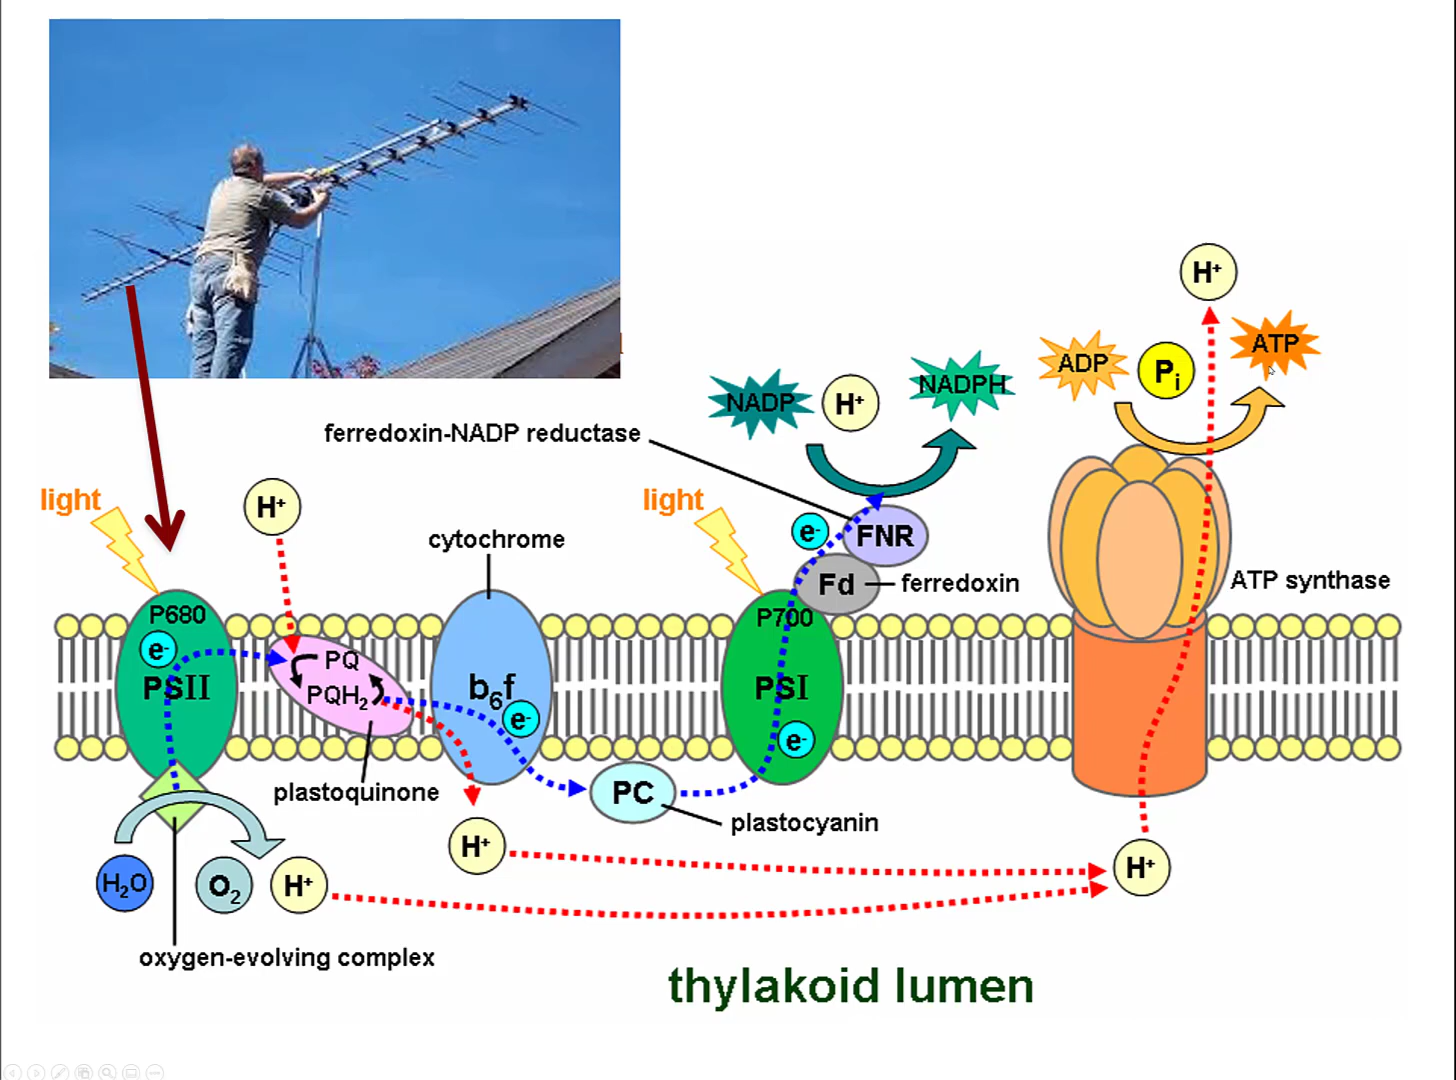 H⁺
ADP
Pᵢ
ATP
NADP
H⁺
NADPH
ferredoxin-NADP reductase
light
H⁺
light
cytochrome
e⁻
FNR
Fd
ferredoxin
ATP synthase
P680
e⁻
PSII
PQ
PQH₂
b₆f
e⁻
P700
PSI
e⁻
plastoquinone
PC
plastocyanin
H₂O
O₂
H⁺
H⁺
H⁺
oxygen-evolving complex
thylakoid lumen